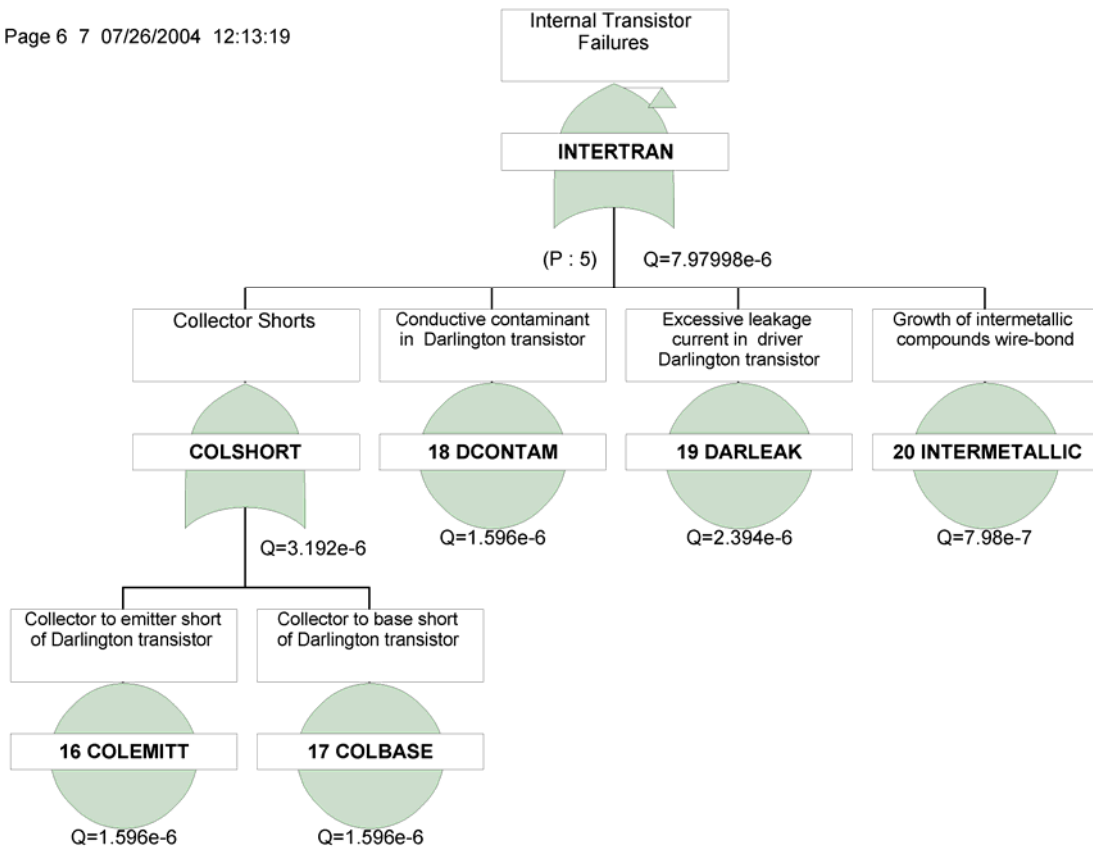 Page 6 7 07/26/2004 12:13:19
Internal Transistor
Failures
INTERTRAN
(P : 5)
Q=7.97998e-6
Collector Shorts
COLSHORT
Q=3.192e-6
Conductive contaminant
in Darlington transistor
18 DCONTAM
Q=1.596e-6
Excessive leakage
current in driver
Darlington transistor
19 DARLEAK
Q=2.394e-6
Growth of intermetallic
compounds wire-bond
20 INTERMETALLIC
Q=7.98e-7
Collector to emitter short
of Darlington transistor
16 COLEMITT
Q=1.596e-6
Collector to base short
of Darlington transistor
17 COLBASE
Q=1.596e-6